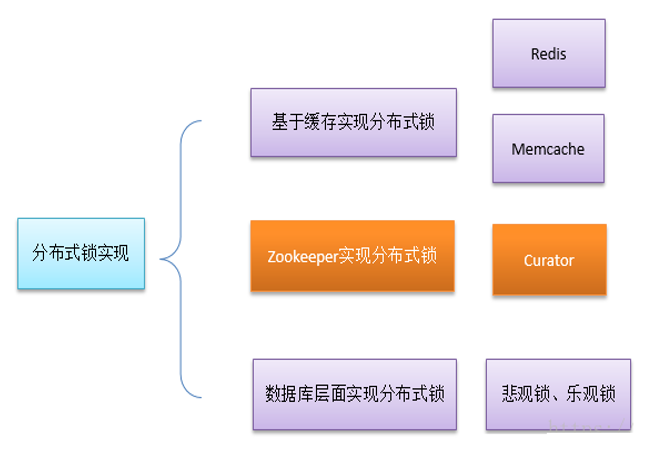 Redis
基于缓存实现分布式锁
Memcache
分布式锁实现
Zookeeper实现分布式锁
Curator
数据库层面实现分布式锁
悲观锁、乐观锁